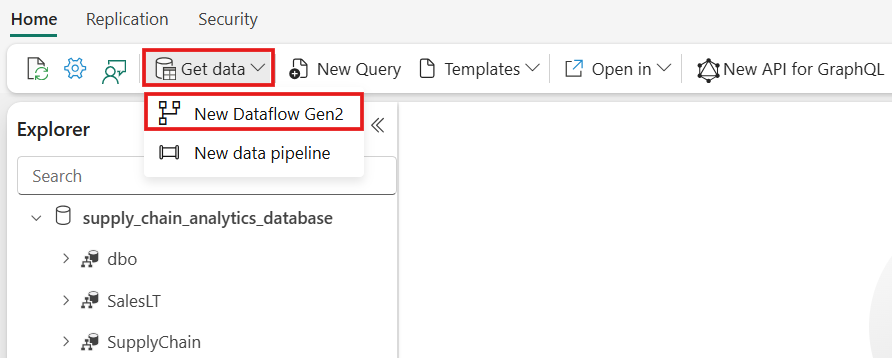 Home Replication Security
Get data New Query Templates Open in New API for GraphQL
New Dataflow Gen2
New data pipeline
Explorer
Search
supply_chain_analytics_database
dbo
SalesLT
SupplyChain